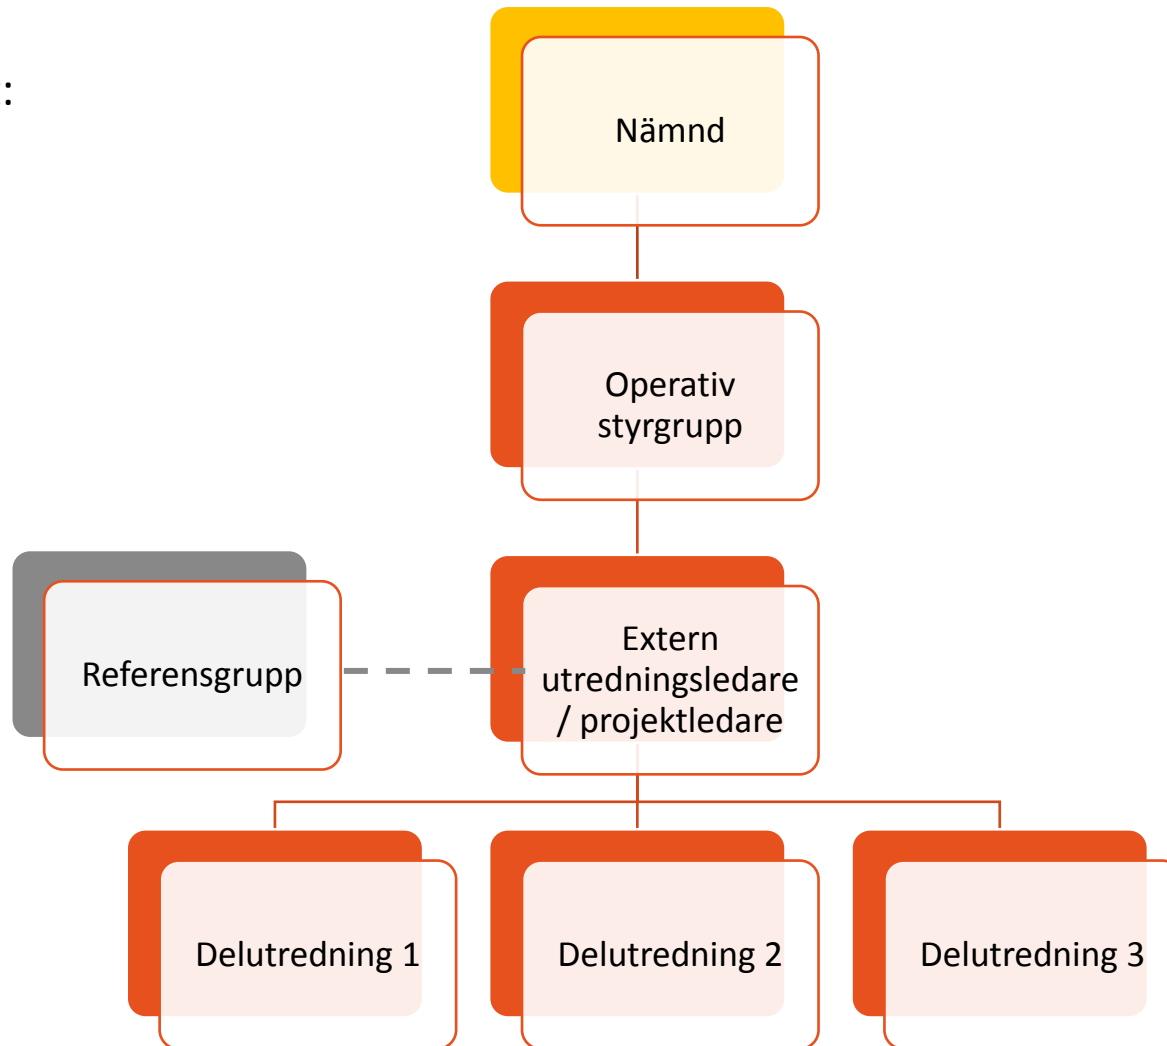 :
Nämnd
Operativ
styrgrupp
Referensgrupp
Extern
utredningsledare
/ projektledare
Delutredning 1
Delutredning 2
Delutredning 3